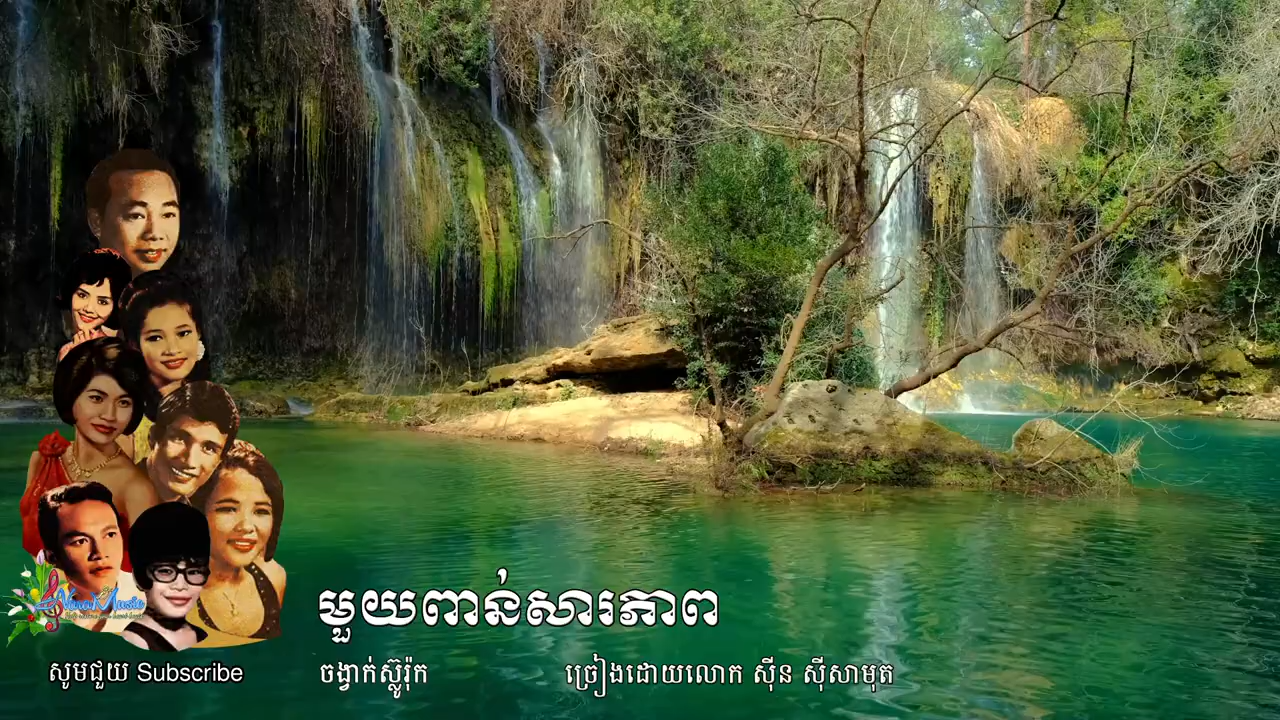 មួយពាន់សារភាព
NinaMusic
សូមជួយ Subscribe
ចង្វាក់ស្លូរ៉ុក
ច្រៀងដោយលោក ស៊ីន ស៊ីសាមុត